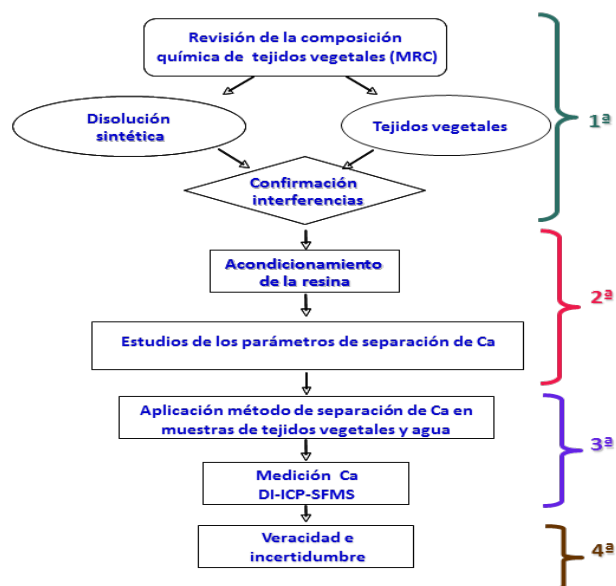 Revisión de la composición
química de tejidos vegetales (MRC)
Disolución
sintética
Tejidos vegetales
1ª
Confirmación
interferencias
Acondicionamiento
de la resina
2ª
Estudios de los parámetros de separación de Ca
Aplicación método de separación de Ca en
muestras de tejidos vegetales y agua
3ª
Medición Ca
DI-ICP-SFMS
Veracidad e
incertidumbre
4ª